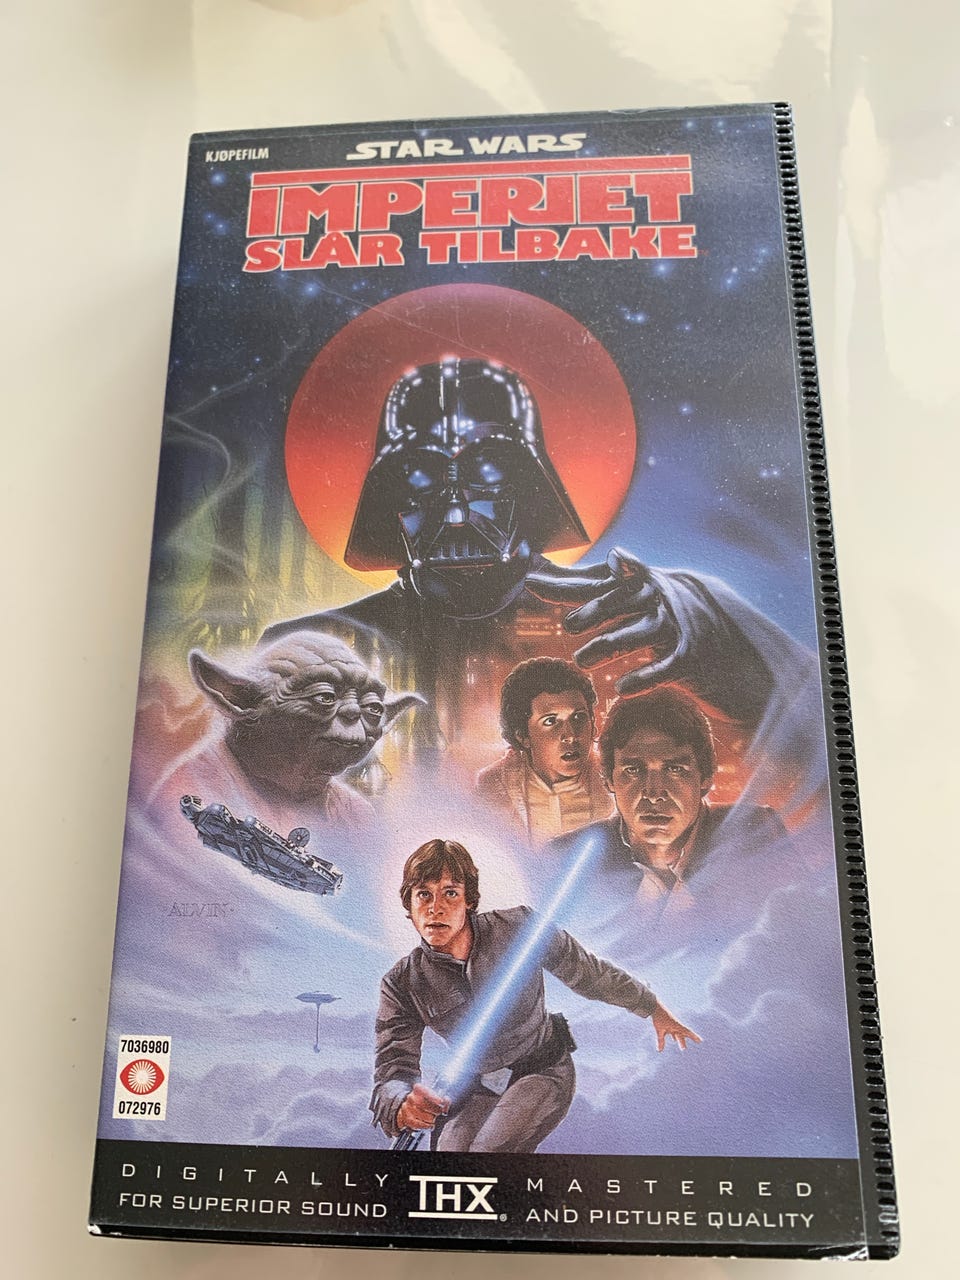 KJØPEFILM
STAR WARS
IMPERIET
SLÅR TILBAKE
ALVIN
7036980
072976
DIGITALLY THX MASTERED
FOR SUPERIOR SOUND AND PICTURE QUALITY